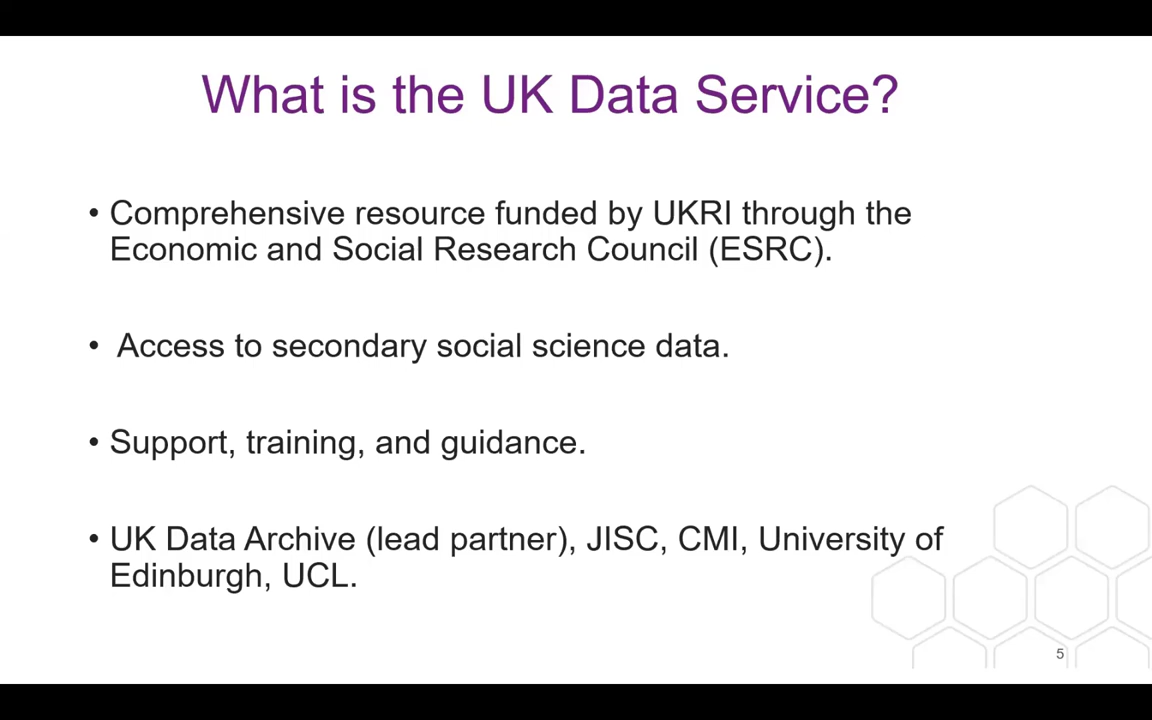 What is the UK Data Service?
• Comprehensive resource funded by UKRI through the
Economic and Social Research Council (ESRC).
• Access to secondary social science data.
• Support, training, and guidance.
• UK Data Archive (lead partner), JISC, CMI, University of
Edinburgh, UCL.
5